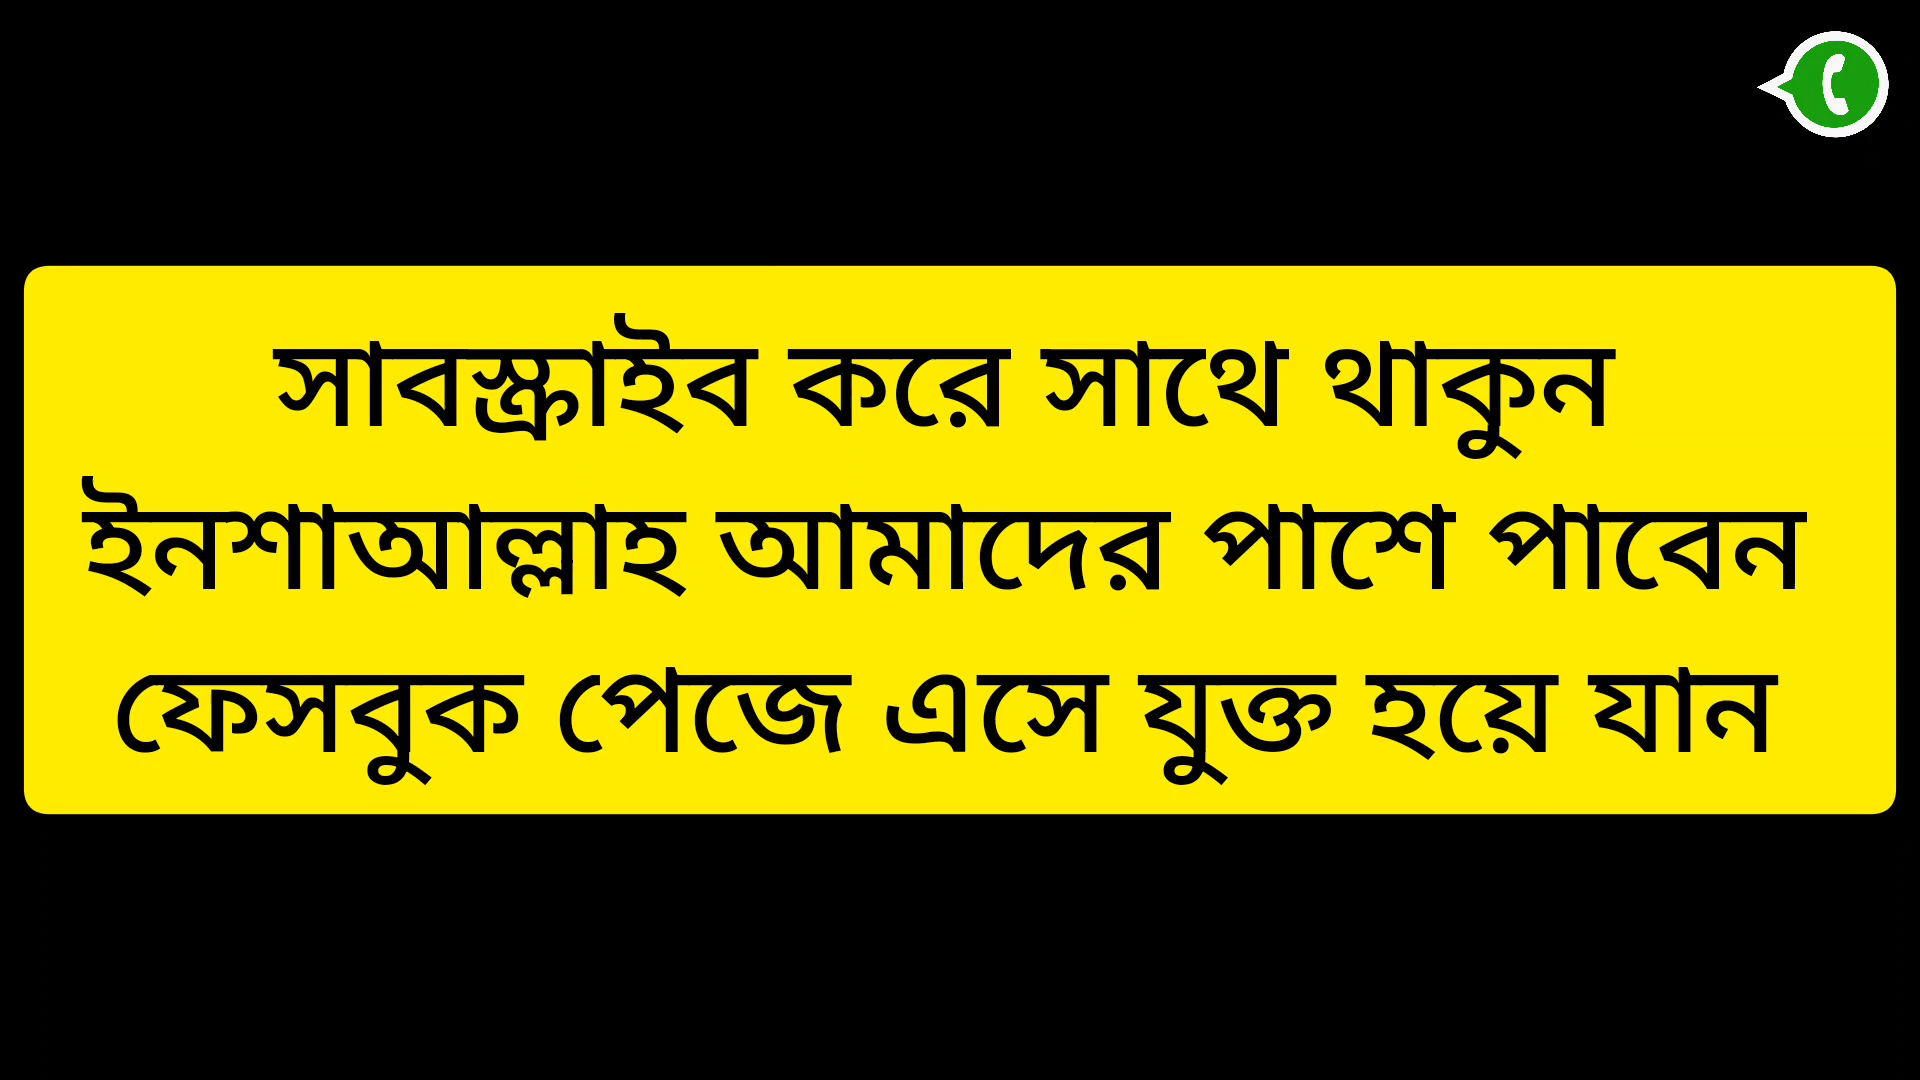 সাবস্ক্রাইব করে সাথে থাকুন
ইনশাআল্লাহ আমাদের পাশে পাবেন
ফেসবুক পেজে এসে যুক্ত হয়ে যান